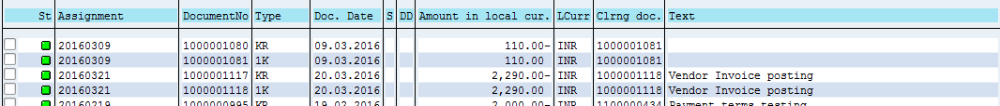 St Assignment DocumentNo Type Doc. Date S DD Amount in local cur. LCurr Clrng doc. Text
20160309 1000001080 KR 09.03.2016 110.00- INR 1000001081
20160309 1000001081 1K 09.03.2016 110.00 INR 1000001081
20160321 1000001117 KR 20.03.2016 2,290.00- INR 1000001118 Vendor Invoice posting
20160321 1000001118 1K 20.03.2016 2,290.00 INR 1000001118 Vendor Invoice posting
20160219 1000000995 KR 19.02.2016 2,000.00- INR 1100000434 Payment terms testing